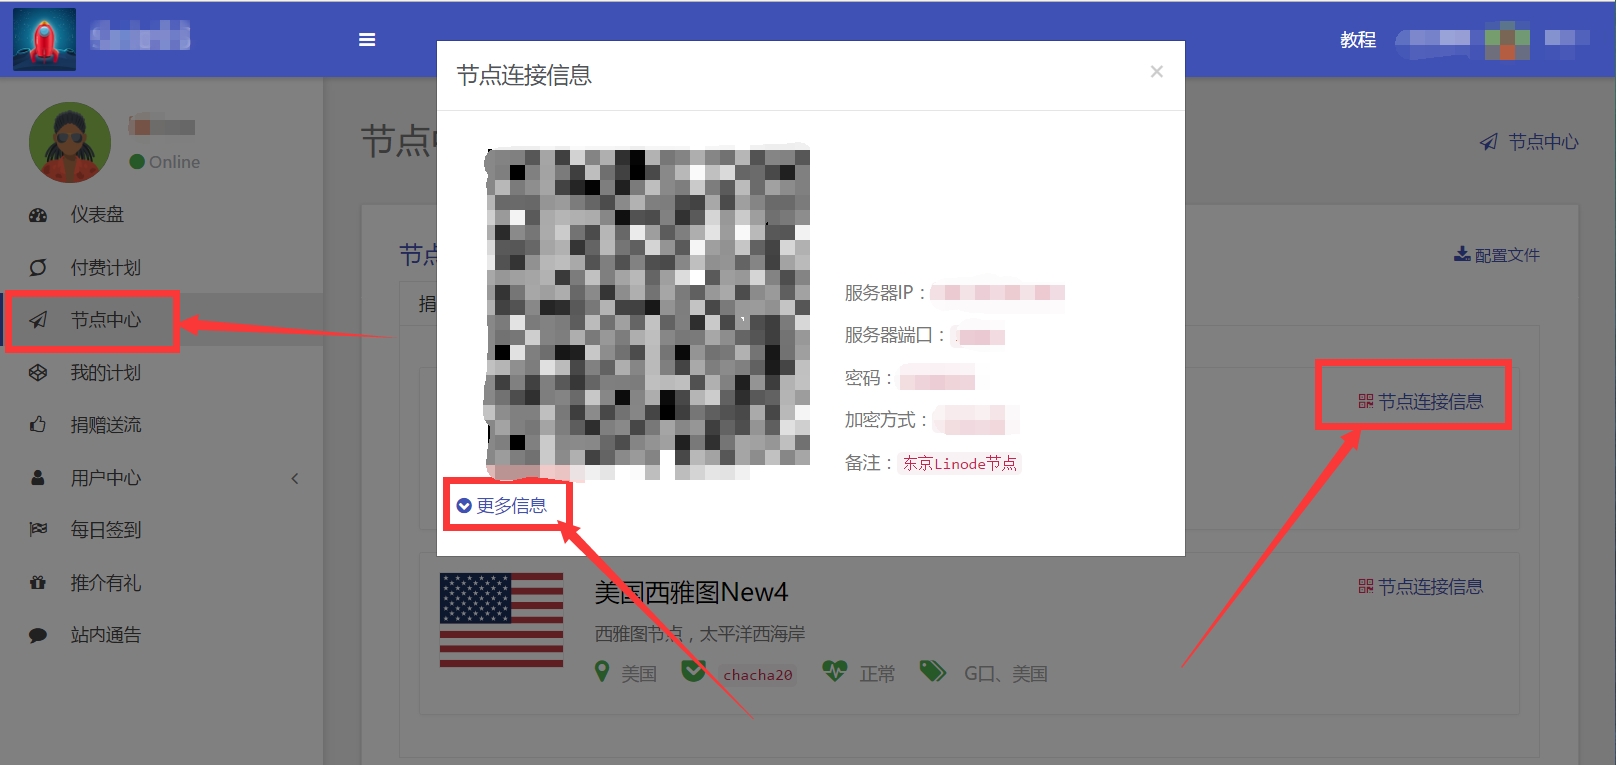 教程
节点连接信息
×
Online
节点
节点中心
仪表盘
付费计划
节点中心
我的计划
捐赠送流
用户中心
每日签到
推介有礼
站内通告
节点
配置文件
捐
服务器IP：
服务器端口：
密码：
加密方式：
备注：东京Linode节点
更多信息
节点连接信息
美国西雅图New4
节点连接信息
西雅图节点，太平洋西海岸
美国 chacha20 正常 G口、美国